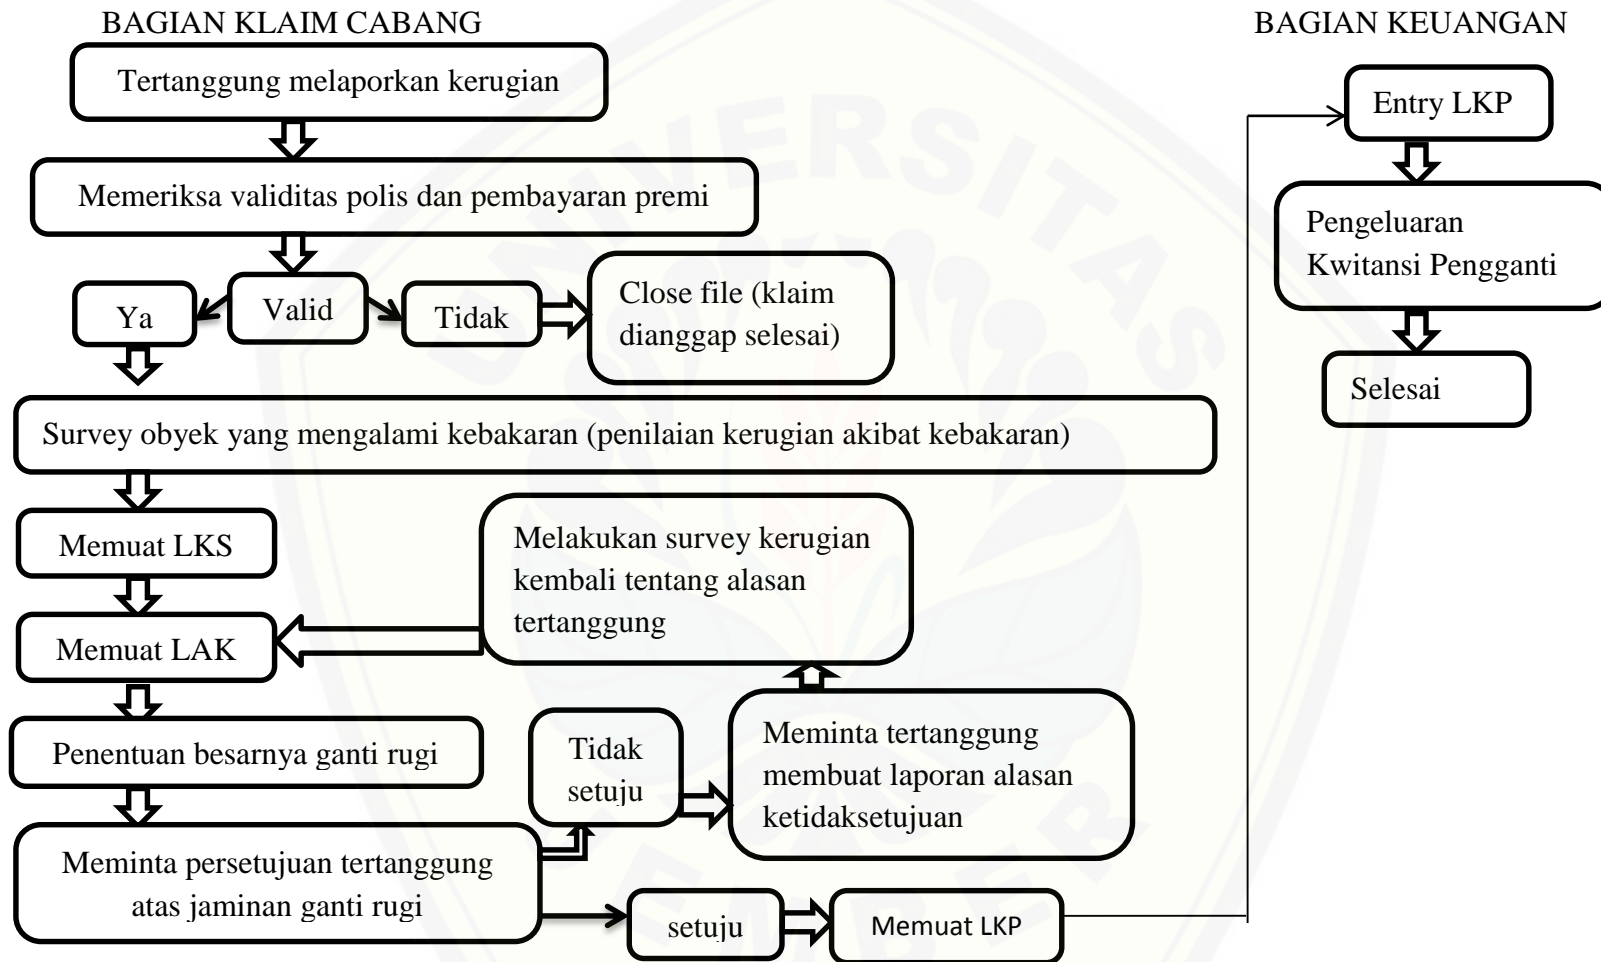 BAGIAN KLAIM CABANG
BAGIAN KEUANGAN
Tertanggung melaporkan kerugian
Memeriksa validitas polis dan pembayaran premi
Ya
Valid
Tidak
Close file (klaim
dianggap selesai)
Survey obyek yang mengalami kebakaran (penilaian kerugian akibat kebakaran)
Memuat LKS
Melakukan survey kerugian
kembali tentang alasan
tertanggung
Memuat LAK
Penentuan besarnya ganti rugi
Tidak
setuju
Meminta tertanggung
membuat laporan alasan
ketidaksetujuan
Meminta persetujuan tertanggung
atas jaminan ganti rugi
setuju
Memuat LKP
Entry LKP
Pengeluaran
Kwitansi Pengganti
Selesai
UNIVERSITAS
JEMBER